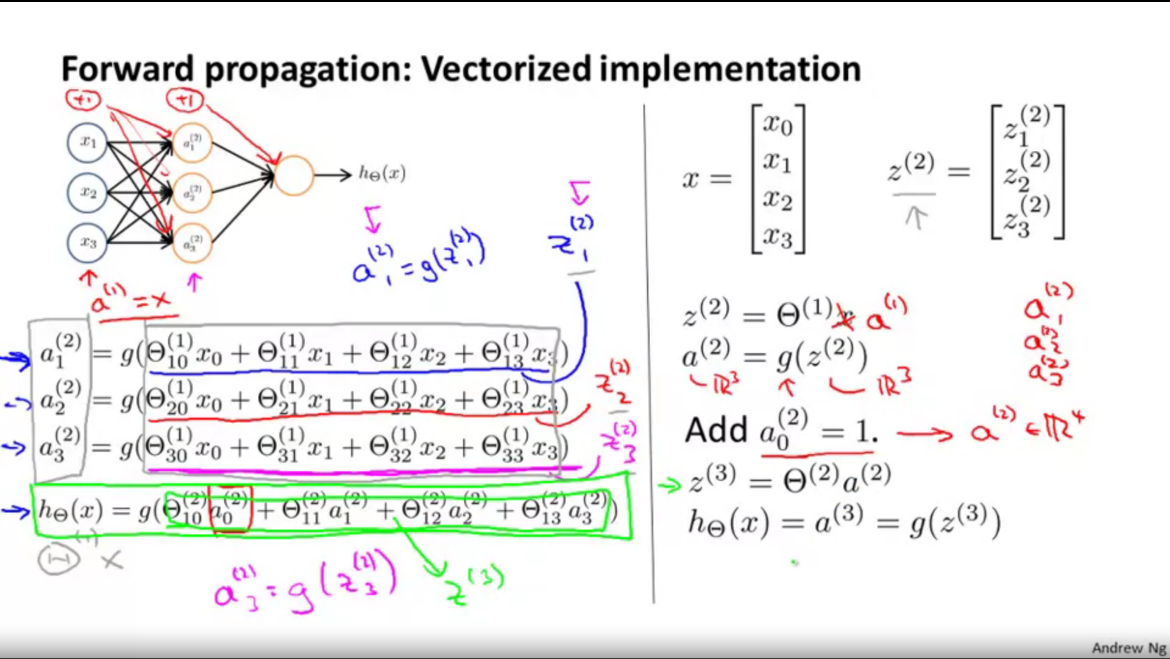 Forward propagation: Vectorized implementation
+1 +1
x₁ a₁⁽²⁾
x₂ a₂⁽²⁾ → h_Θ(x)
x₃ a₃⁽²⁾
a₁⁽²⁾ = g(z₁⁽²⁾) z₁⁽²⁾
a⁽¹⁾ = x
a₁⁽²⁾ = g(Θ₁₀⁽¹⁾x₀ + Θ₁₁⁽¹⁾x₁ + Θ₁₂⁽¹⁾x₂ + Θ₁₃⁽¹⁾x₃)
z₂⁽²⁾
a₂⁽²⁾ = g(Θ₂₀⁽¹⁾x₀ + Θ₂₁⁽¹⁾x₁ + Θ₂₂⁽¹⁾x₂ + Θ₂₃⁽¹⁾x₃)
z₃⁽²⁾
a₃⁽²⁾ = g(Θ₃₀⁽¹⁾x₀ + Θ₃₁⁽¹⁾x₁ + Θ₃₂⁽¹⁾x₂ + Θ₃₃⁽¹⁾x₃)
h_Θ(x) = g(Θ₁₀⁽²⁾a₀⁽²⁾ + Θ₁₁⁽²⁾a₁⁽²⁾ + Θ₁₂⁽²⁾a₂⁽²⁾ + Θ₁₃⁽²⁾a₃⁽²⁾)
Θ⁽¹⁾ x
a₃⁽²⁾ = g(z₃⁽²⁾) z⁽³⁾
x = [x₀ x₁ x₂ x₃] z⁽²⁾ = [z₁⁽²⁾ z₂⁽²⁾ z₃⁽²⁾]
z⁽²⁾ = Θ⁽¹⁾x a⁽¹⁾ a₁⁽²⁾
a⁽²⁾ = g(z⁽²⁾) a₂⁽²⁾
ℝ³ ℝ³ a₃⁽²⁾
Add a₀⁽²⁾ = 1. → a⁽²⁾ ∈ ℝ⁴
→ z⁽³⁾ = Θ⁽²⁾a⁽²⁾
h_Θ(x) = a⁽³⁾ = g(z⁽³⁾)
Andrew Ng